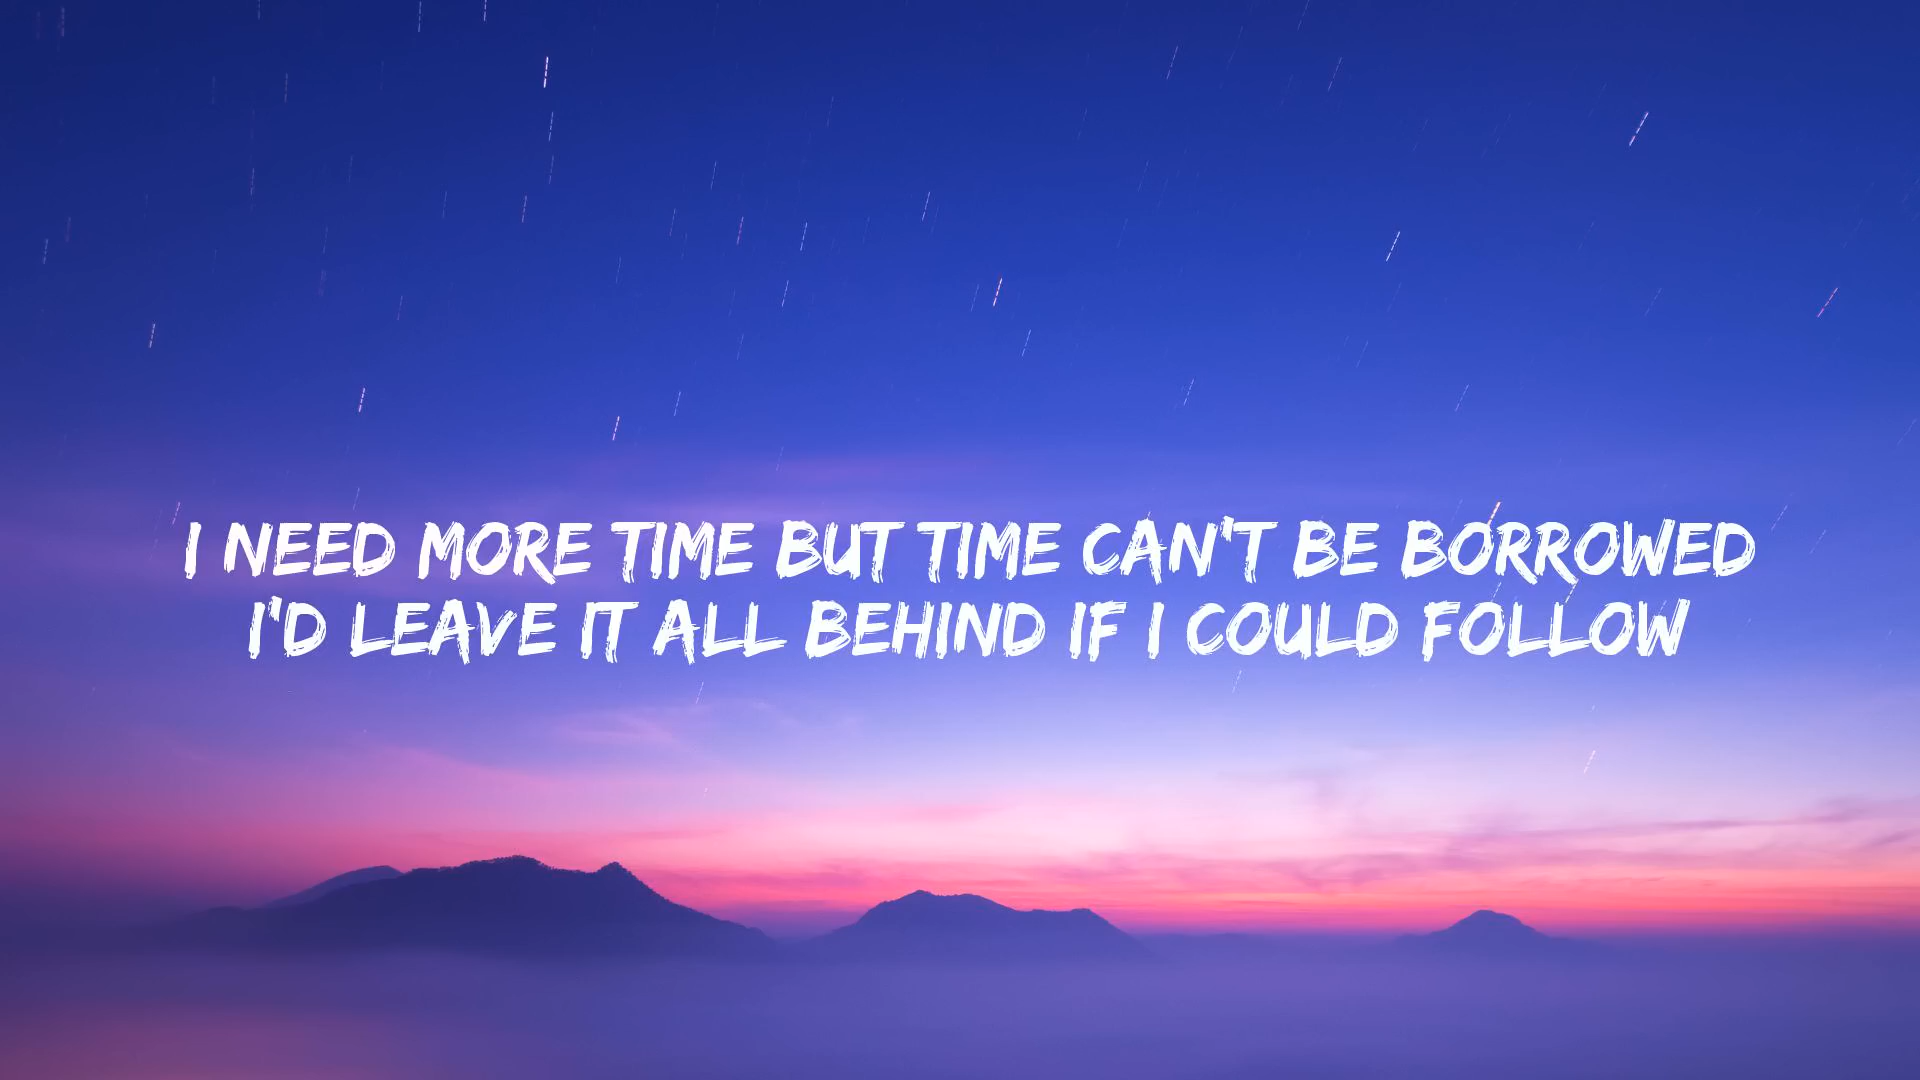 I NEED MORE TIME BUT TIME CAN'T BE BORROWED
I'D LEAVE IT ALL BEHIND IF I COULD FOLLOW